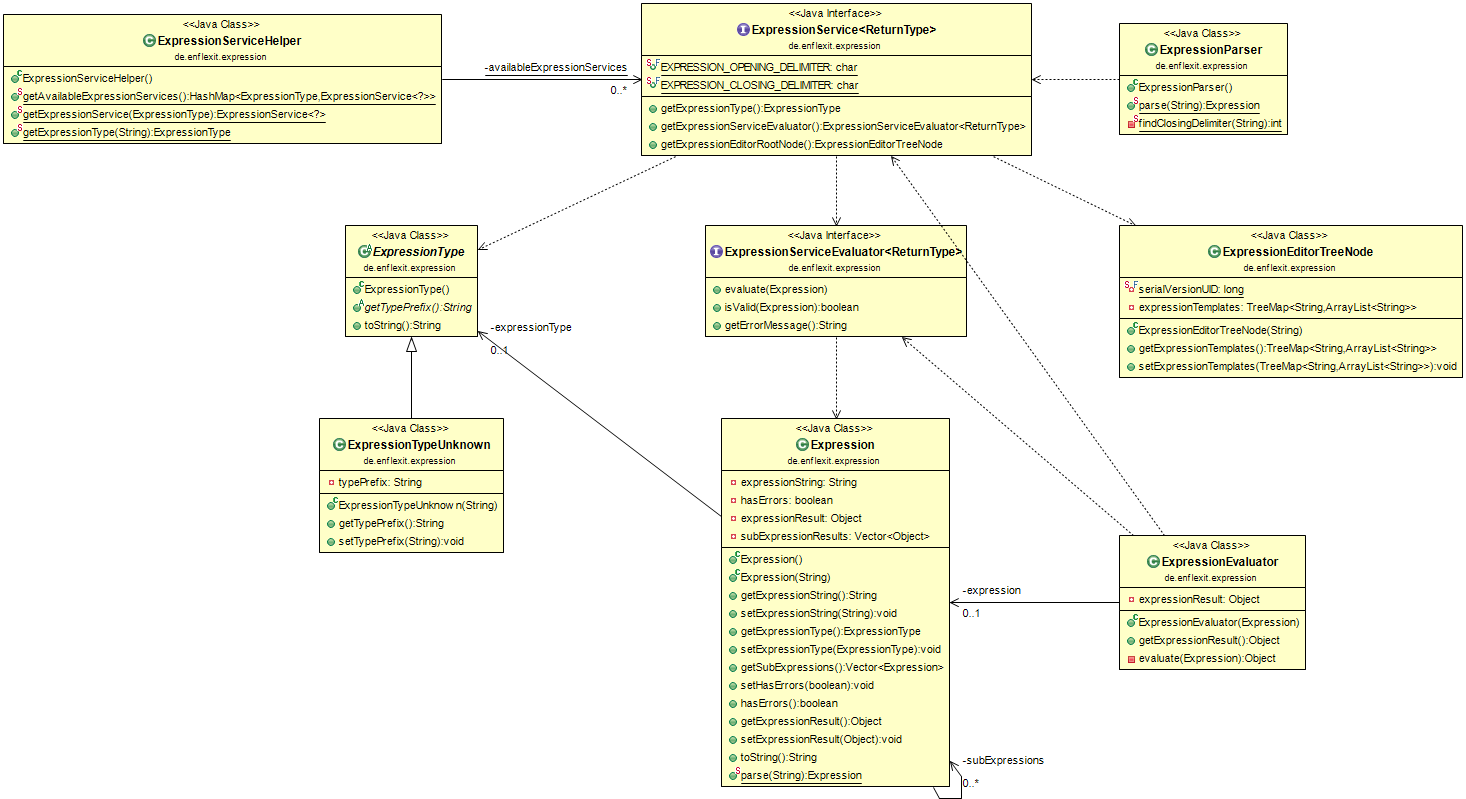 <<Java Class>>
ExpressionServiceHelper
de.enflexit.expression
ExpressionServiceHelper()
getAvailableExpressionServices():HashMap<ExpressionType,ExpressionService<?>>
getExpressionService(ExpressionType):ExpressionService<?>
getExpressionType(String):ExpressionType
-availableExpressionServices
0..*
<<Java Interface>>
ExpressionService<ReturnType>
de.enflexit.expression
EXPRESSION_OPENING_DELIMITER: char
EXPRESSION_CLOSING_DELIMITER: char
getExpressionType():ExpressionType
getExpressionServiceEvaluator():ExpressionServiceEvaluator<ReturnType>
getExpressionEditorRootNode():ExpressionEditorTreeNode
<<Java Class>>
ExpressionParser
de.enflexit.expression
ExpressionParser()
parse(String):Expression
findClosingDelimiter(String):int
<<Java Class>>
ExpressionType
de.enflexit.expression
ExpressionType()
getTypePrefix():String
toString():String
-expressionType
0..1
<<Java Interface>>
ExpressionServiceEvaluator<ReturnType>
de.enflexit.expression
evaluate(Expression)
isValid(Expression):boolean
getErrorMessage():String
<<Java Class>>
ExpressionEditorTreeNode
de.enflexit.expression
serialVersionUID: long
expressionTemplates: TreeMap<String,ArrayList<String>>
ExpressionEditorTreeNode(String)
getExpressionTemplates():TreeMap<String,ArrayList<String>>
setExpressionTemplates(TreeMap<String,ArrayList<String>>):void
<<Java Class>>
ExpressionTypeUnknown
de.enflexit.expression
typePrefix: String
ExpressionTypeUnknown(String)
getTypePrefix():String
setTypePrefix(String):void
<<Java Class>>
Expression
de.enflexit.expression
expressionString: String
hasErrors: boolean
expressionResult: Object
subExpressionResults: Vector<Object>
Expression()
Expression(String)
getExpressionString():String
setExpressionString(String):void
getExpressionType():ExpressionType
setExpressionType(ExpressionType):void
getSubExpressions():Vector<Expression>
setHasErrors(boolean):void
hasErrors():boolean
getExpressionResult():Object
setExpressionResult(Object):void
toString():String
parse(String):Expression
-expression
0..1
<<Java Class>>
ExpressionEvaluator
de.enflexit.expression
expressionResult: Object
ExpressionEvaluator(Expression)
getExpressionResult():Object
evaluate(Expression):Object
-subExpressions
0..*